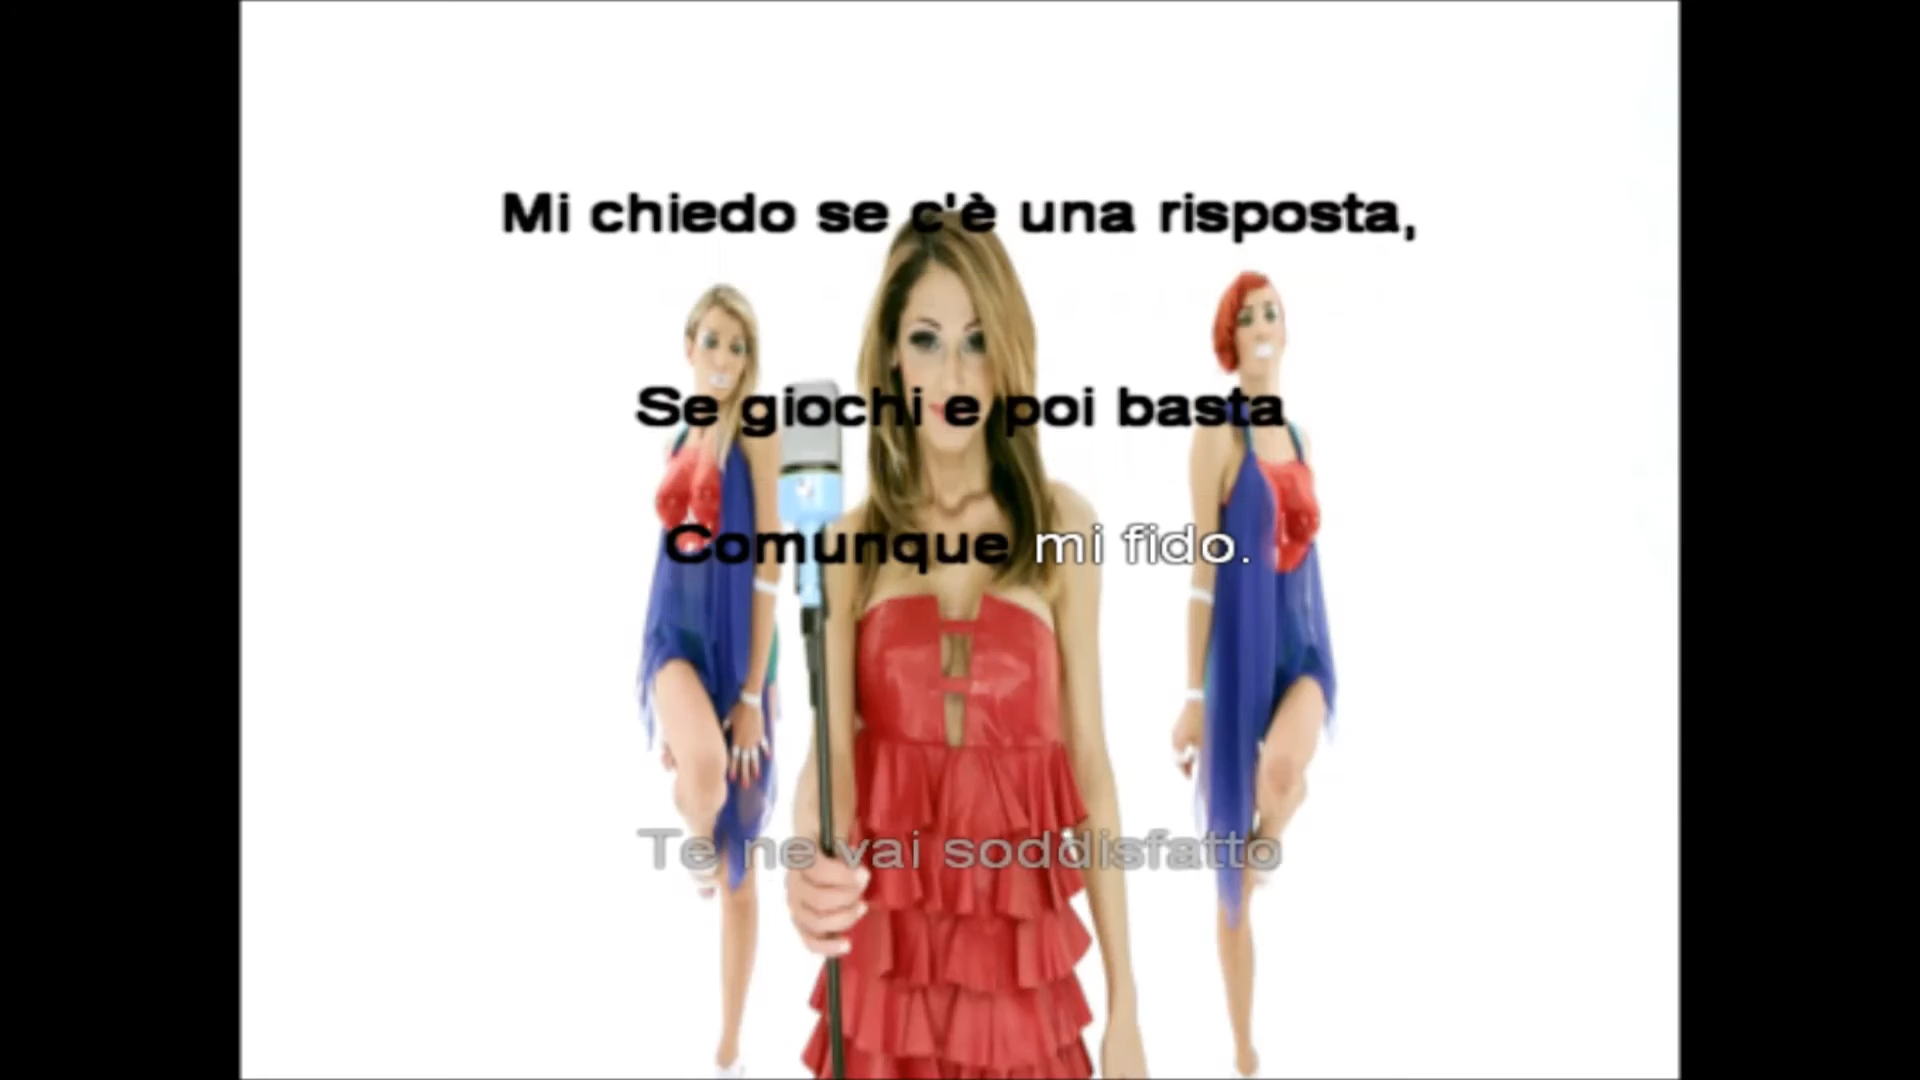 Mi chiedo se c'è una risposta,
Se giochi e poi basta
Comunque mi fido.
Te ne vai soddisfatto